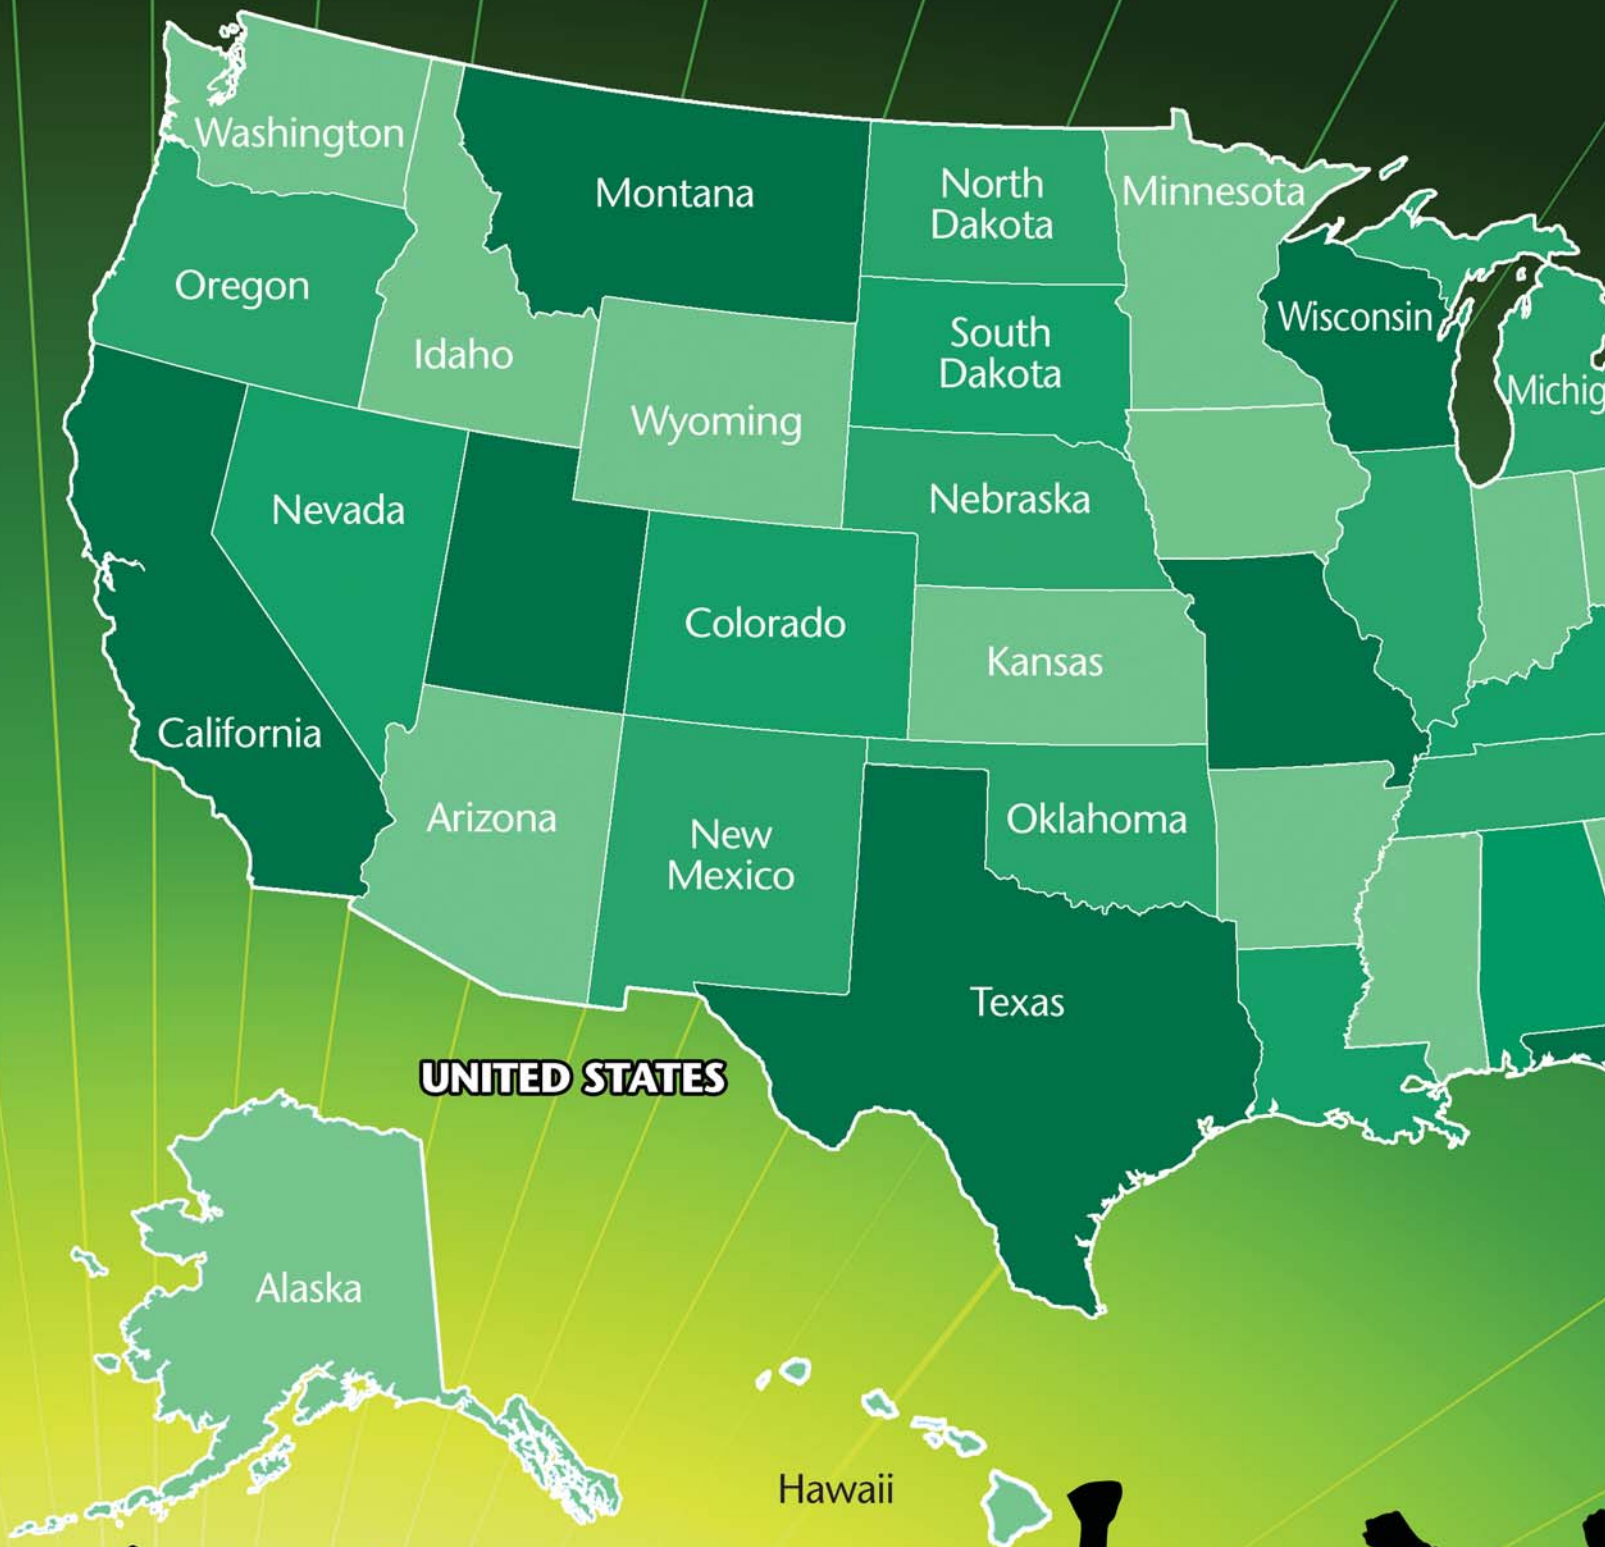 Washington
Montana
North
Dakota
Minnesota
Oregon
Idaho
South
Dakota
Wisconsin
Michig
Wyoming
Nevada
Nebraska
Colorado
Kansas
California
Arizona
New
Mexico
Oklahoma
Texas
UNITED STATES
Alaska
Hawaii